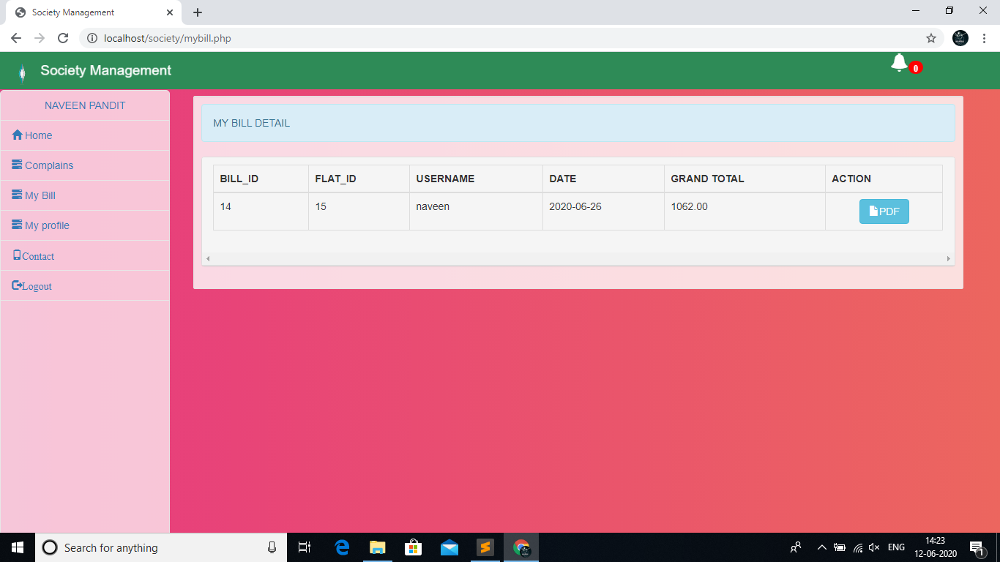 Society Management
localhost/society/mybill.php
Society Management
0
NAVEEN PANDIT
Home
Complains
My Bill
My profile
Contact
Logout
MY BILL DETAIL
BILL_ID FLAT_ID USERNAME DATE GRAND TOTAL ACTION
14 15 naveen 2020-06-26 1062.00 PDF
Search for anything
ENG
14:23
12-06-2020
1